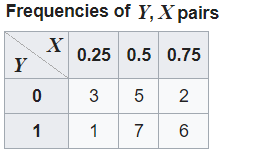 Frequencies of Y, X pairs
X
Y
0.25 0.5 0.75
0 3 5 2
1 1 7 6